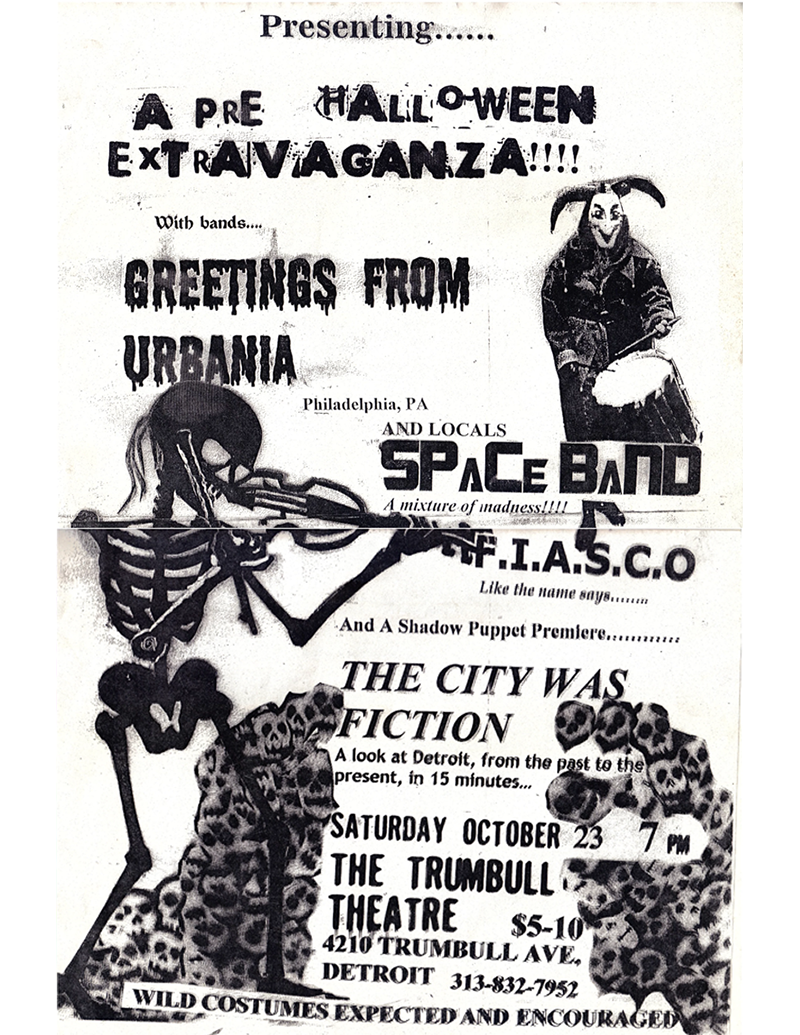 Presenting......
A PRE HALLOWEEN
EXTRAVAGANZA!!!!
With bands....
GREETINGS FROM
URBANIA
Philadelphia, PA
AND LOCALS
SPACE BAND
A mixture of madness!!!!
F.I.A.S.C.O
Like the name says........
And A Shadow Puppet Premiere............
THE CITY WAS
FICTION
A look at Detroit, from the past to the
present, in 15 minutes...
SATURDAY OCTOBER 23 7 PM
THE TRUMBULL
THEATRE $5-10
4210 TRUMBULL AVE,
DETROIT 313-832-7952
WILD COSTUMES EXPECTED AND ENCOURAGED